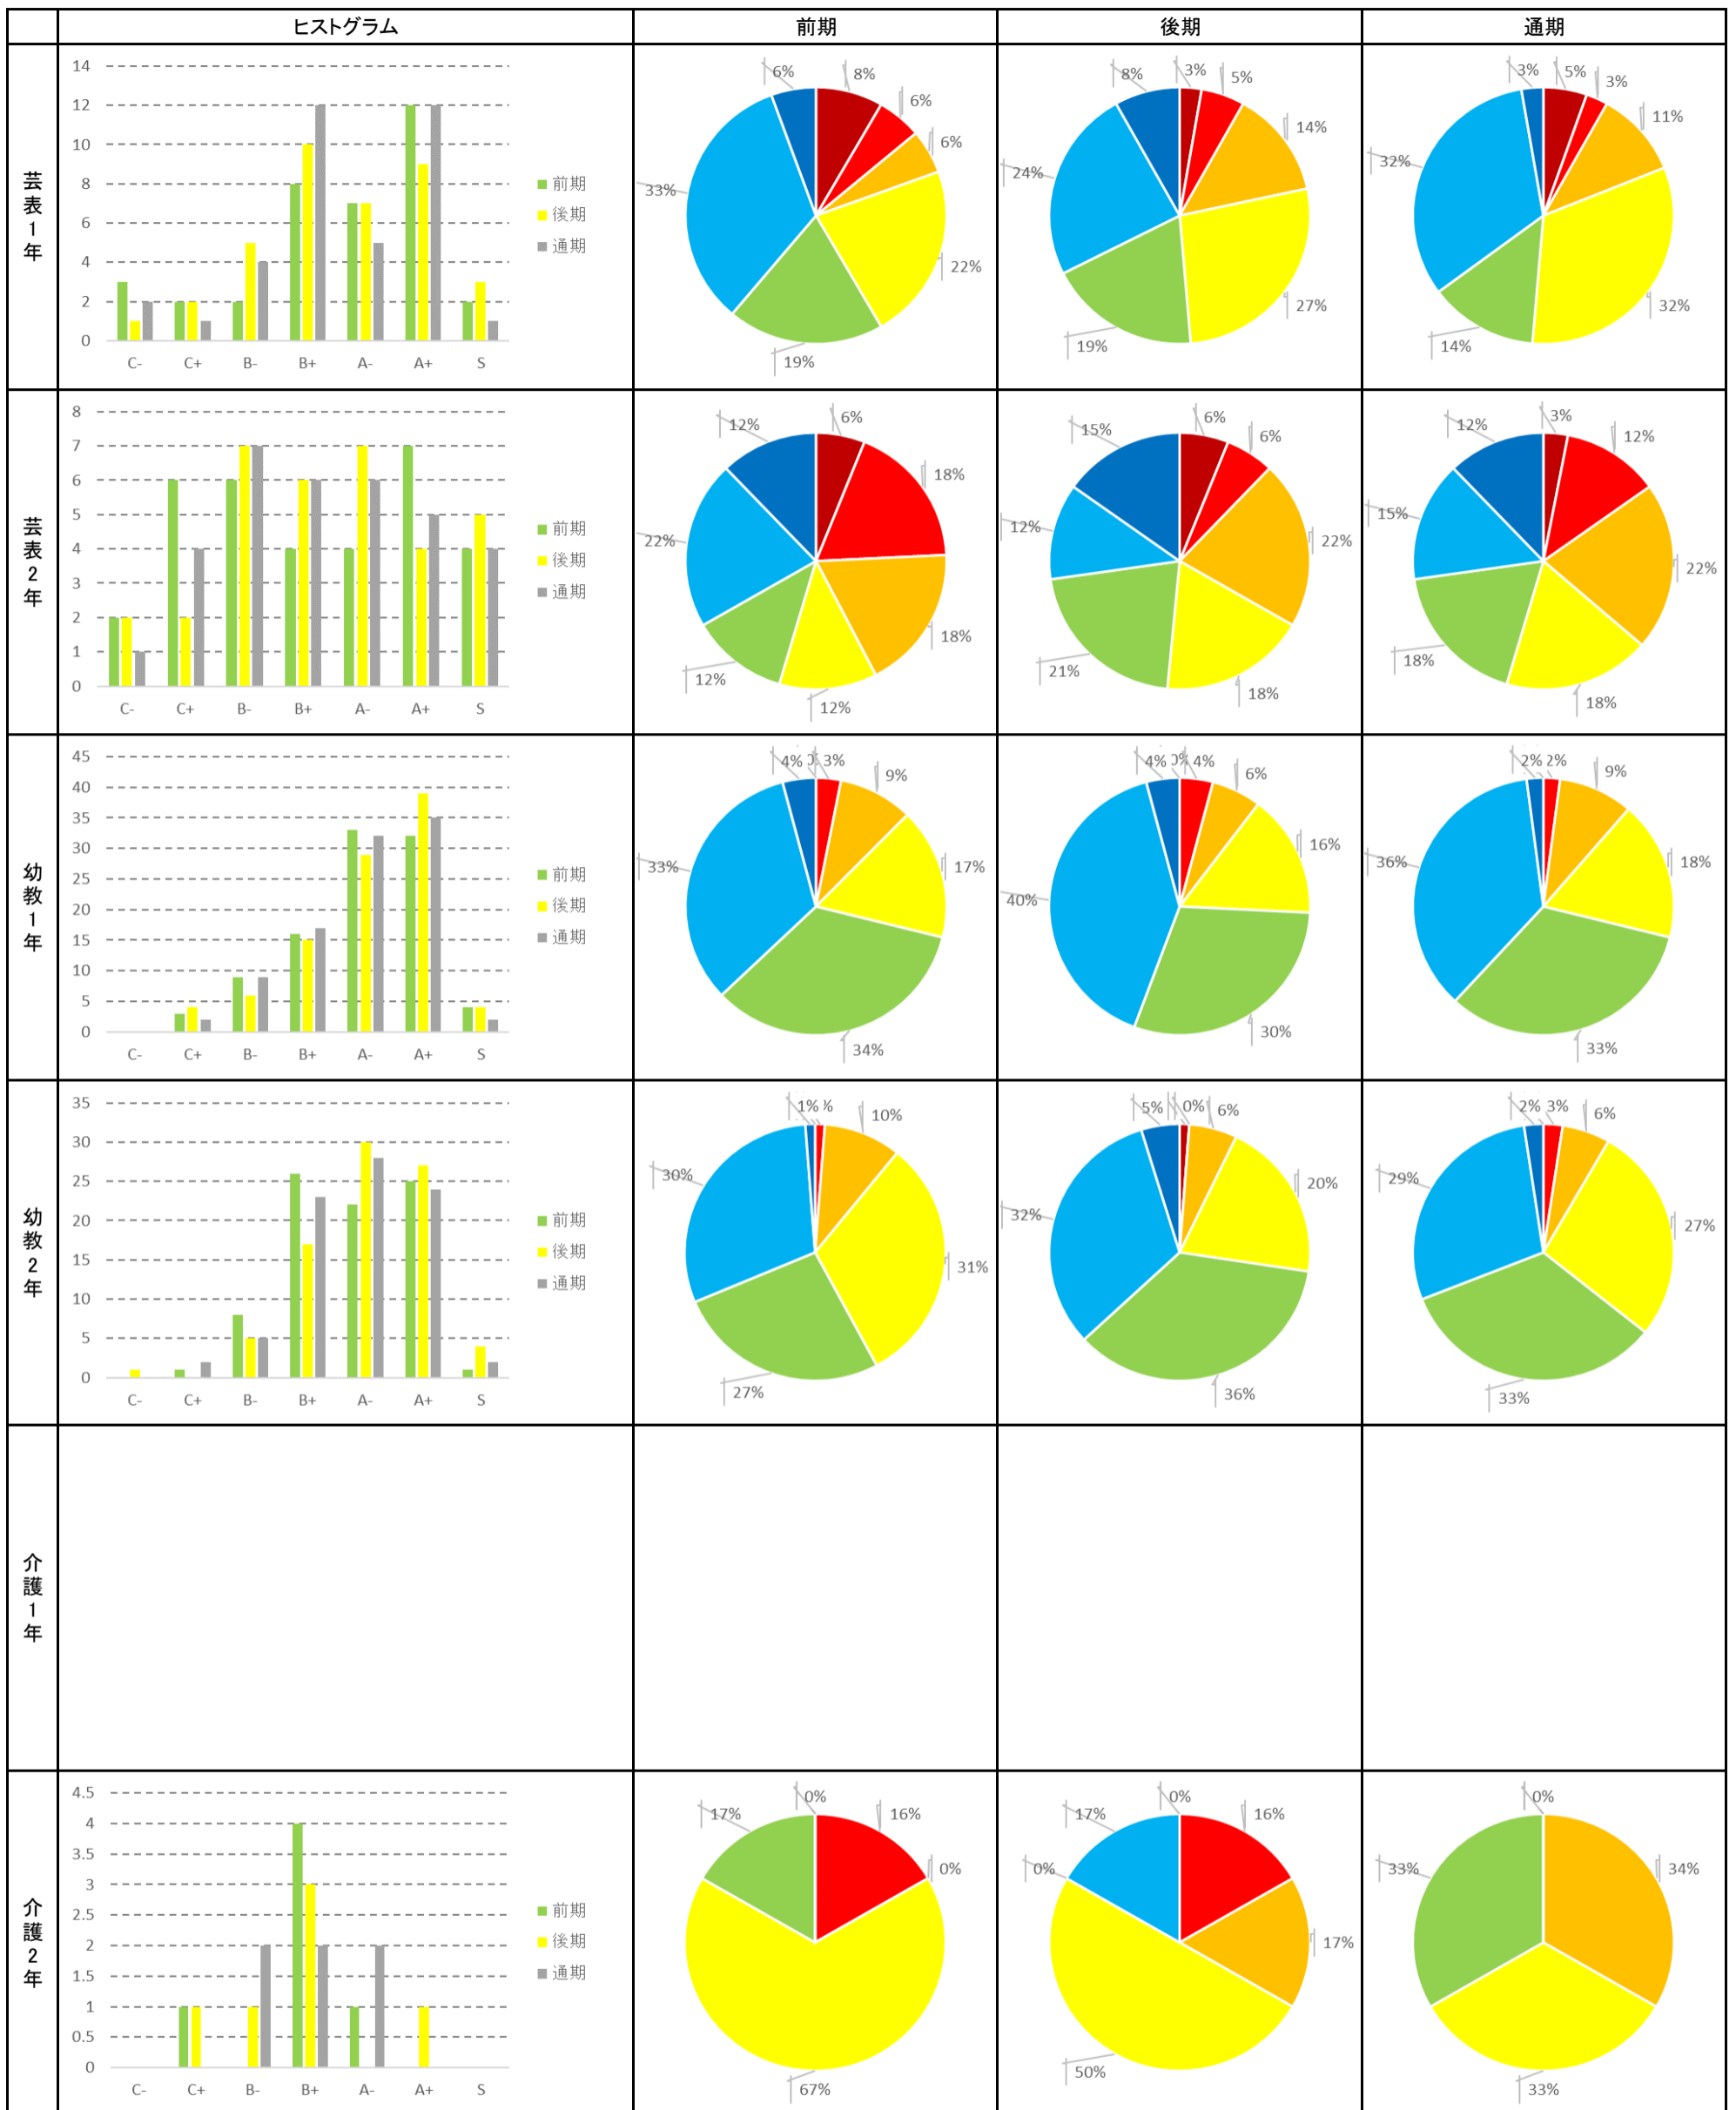 ヒストグラム 前期 後期 通期
芸表1年
14
12
10
8
6
4
2
0
C- C+ B- B+ A- A+ S
前期
後期
通期
6% 8% 6% 6% 22% 19% 33%
8% 3% 5% 14% 27% 19% 24%
3% 5% 3% 11% 32% 14% 32%
芸表2年
8
7
6
5
4
3
2
1
0
C- C+ B- B+ A- A+ S
前期
後期
通期
12% 6% 18% 18% 12% 12% 22%
15% 6% 6% 22% 18% 21% 12%
12% 3% 12% 22% 18% 18% 15%
幼教1年
45
40
35
30
25
20
15
10
5
0
C- C+ B- B+ A- A+ S
前期
後期
通期
4% 3% 9% 17% 34% 33%
4% 0% 4% 6% 16% 30% 40%
2% 2% 9% 18% 33% 36%
幼教2年
35
30
25
20
15
10
5
0
C- C+ B- B+ A- A+ S
前期
後期
通期
1% % 10% 31% 27% 30%
5% 0% 6% 20% 36% 32%
2% 3% 6% 27% 33% 29%
介護1年
介護2年
4.5
4
3.5
3
2.5
2
1.5
1
0.5
0
C- C+ B- B+ A- A+ S
前期
後期
通期
17% 0% 16% 0% 67%
17% 0% 16% 17% 50% 0%
0% 34% 33% 33%